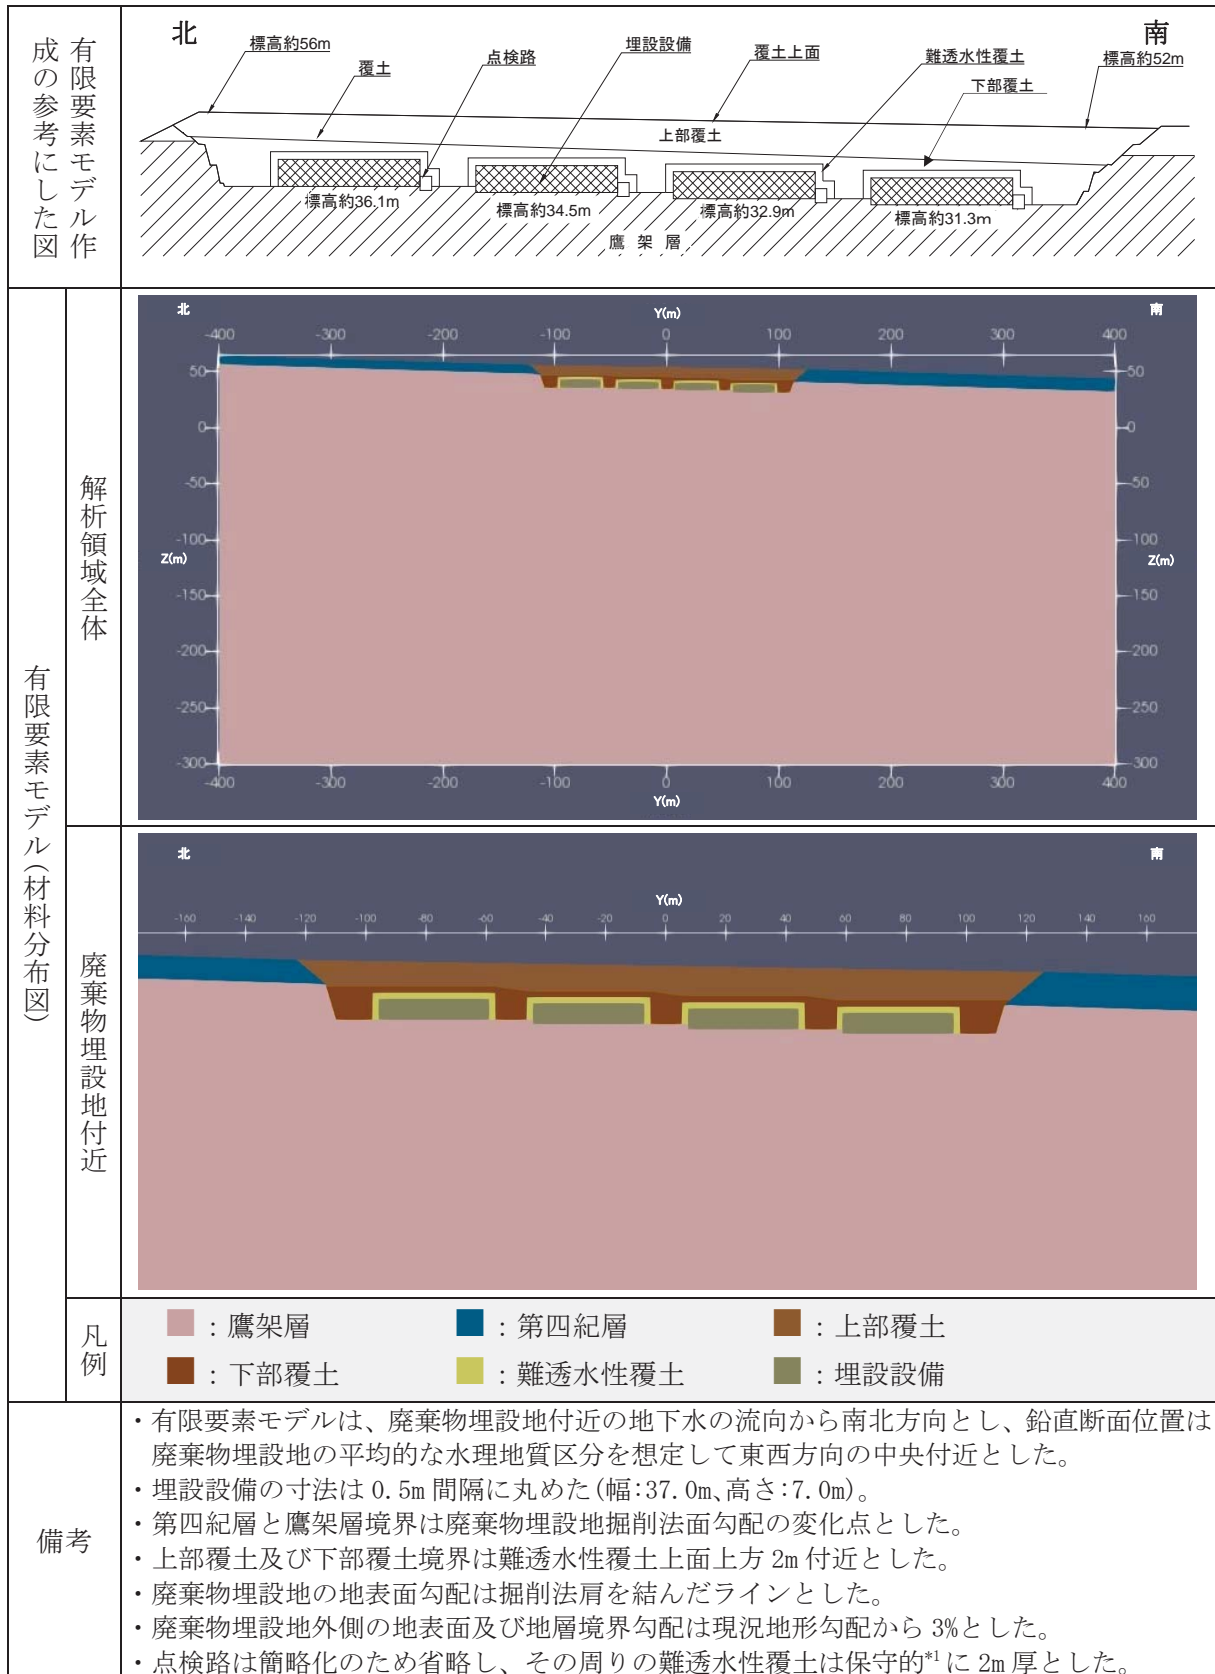 有限要素モデル作
成の参考にした図
北
南
標高約56m
覆土
点検路
埋設設備
覆土上面
難透水性覆土
標高約52m
下部覆土
上部覆土
標高約36.1m
標高約34.5m
標高約32.9m
標高約31.3m
鷹架層
有限要素モデル(材料分布図)
解析領域全体
北
Y(m)
南
-400 -300 -200 -100 0 100 200 300 400
50 50
0 0
-50 -50
-100 -100
Z(m) Z(m)
-150 -150
-200 -200
-250 -250
-300 -300
-400 -300 -200 -100 0 100 200 300 400
Y(m)
廃棄物埋設地付近
北
南
Y(m)
-160 -140 -120 -100 -80 -60 -40 -20 0 20 40 60 80 100 120 140 160
凡例
:鷹架層 :第四紀層 :上部覆土
:下部覆土 :難透水性覆土 :埋設設備
備考
・有限要素モデルは、廃棄物埋設地付近の地下水の流向から南北方向とし、鉛直断面位置は
廃棄物埋設地の平均的な水理地質区分を想定して東西方向の中央付近とした。
・埋設設備の寸法は 0.5m 間隔に丸めた(幅:37.0m、高さ:7.0m)。
・第四紀層と鷹架層境界は廃棄物埋設地掘削法面勾配の変化点とした。
・上部覆土及び下部覆土境界は難透水性覆土上面上方 2m 付近とした。
・廃棄物埋設地の地表面勾配は掘削法肩を結んだラインとした。
・廃棄物埋設地外側の地表面及び地層境界勾配は現況地形勾配から 3%とした。
・点検路は簡略化のため省略し、その周りの難透水性覆土は保守的*1に 2m 厚とした。